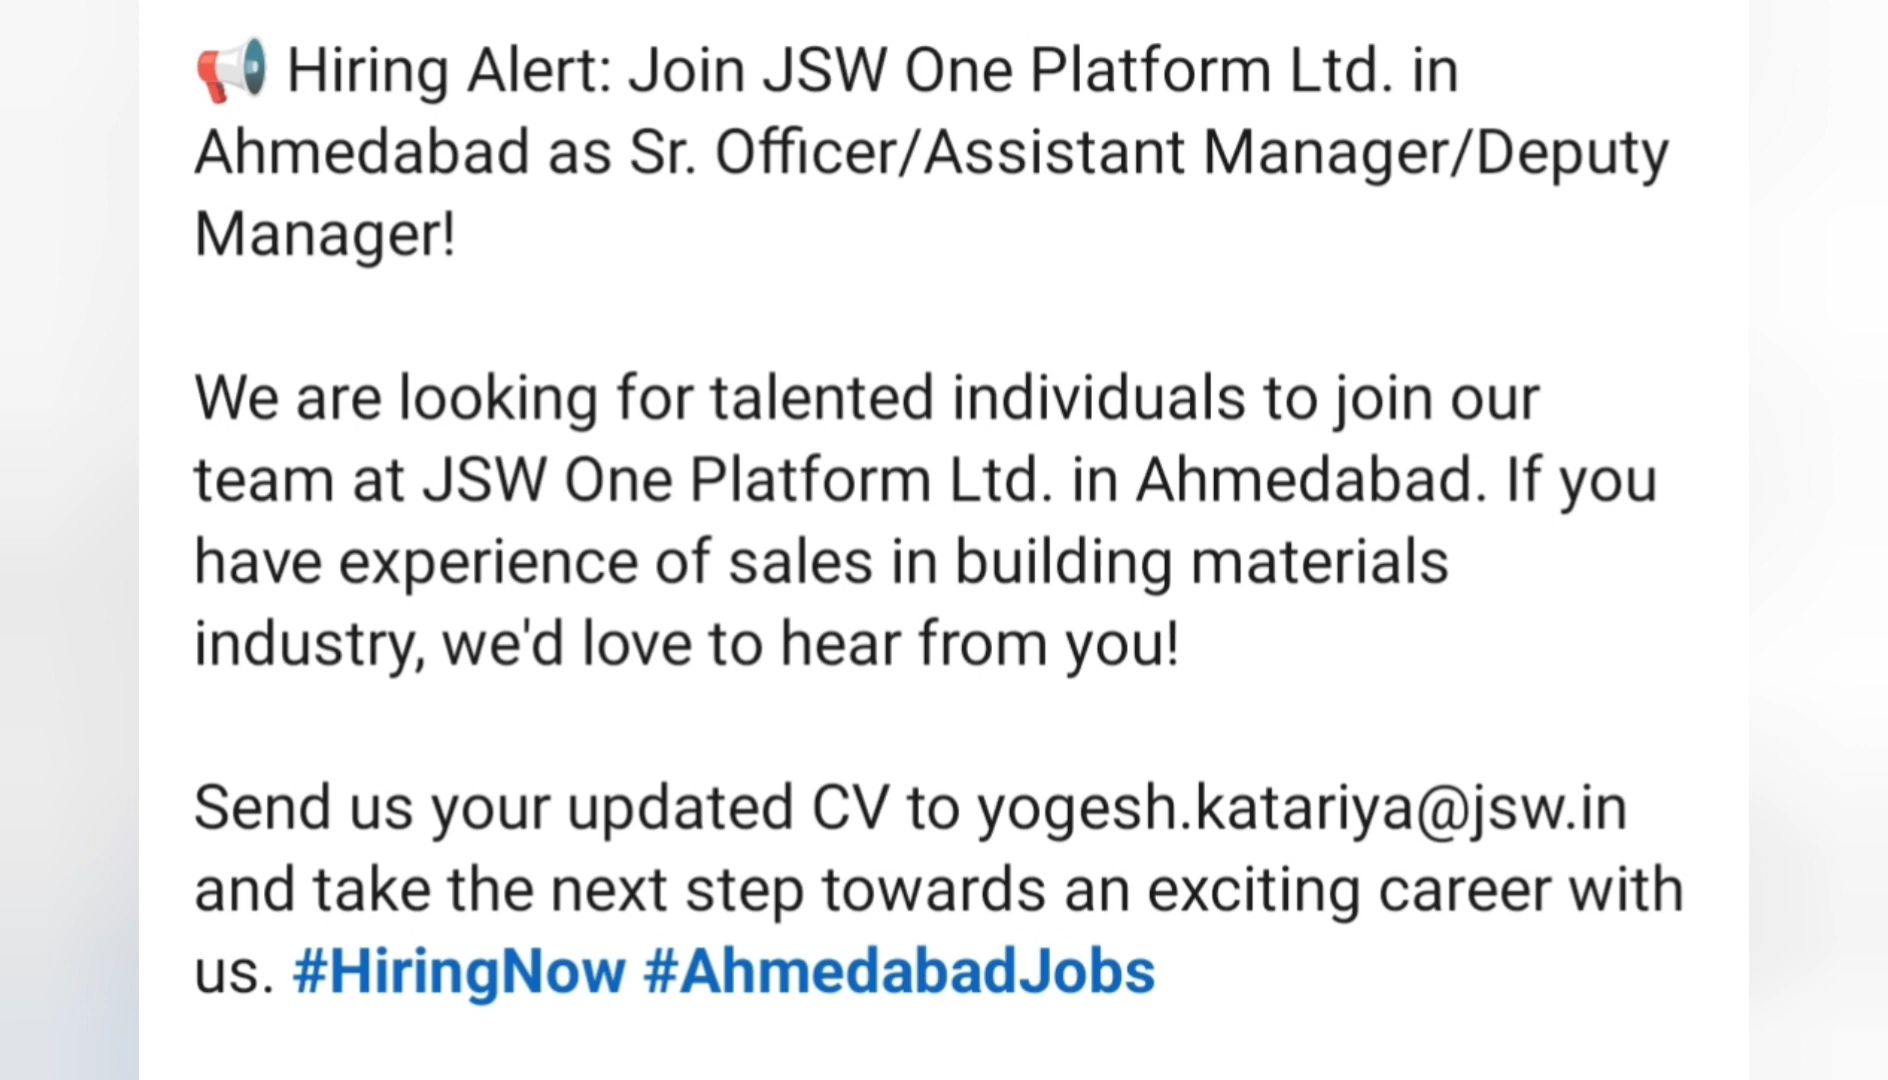 📢 Hiring Alert: Join JSW One Platform Ltd. in
Ahmedabad as Sr. Officer/Assistant Manager/Deputy
Manager!
We are looking for talented individuals to join our
team at JSW One Platform Ltd. in Ahmedabad. If you
have experience of sales in building materials
industry, we'd love to hear from you!
Send us your updated CV to yogesh.katariya@jsw.in
and take the next step towards an exciting career with
us. #HiringNow #AhmedabadJobs